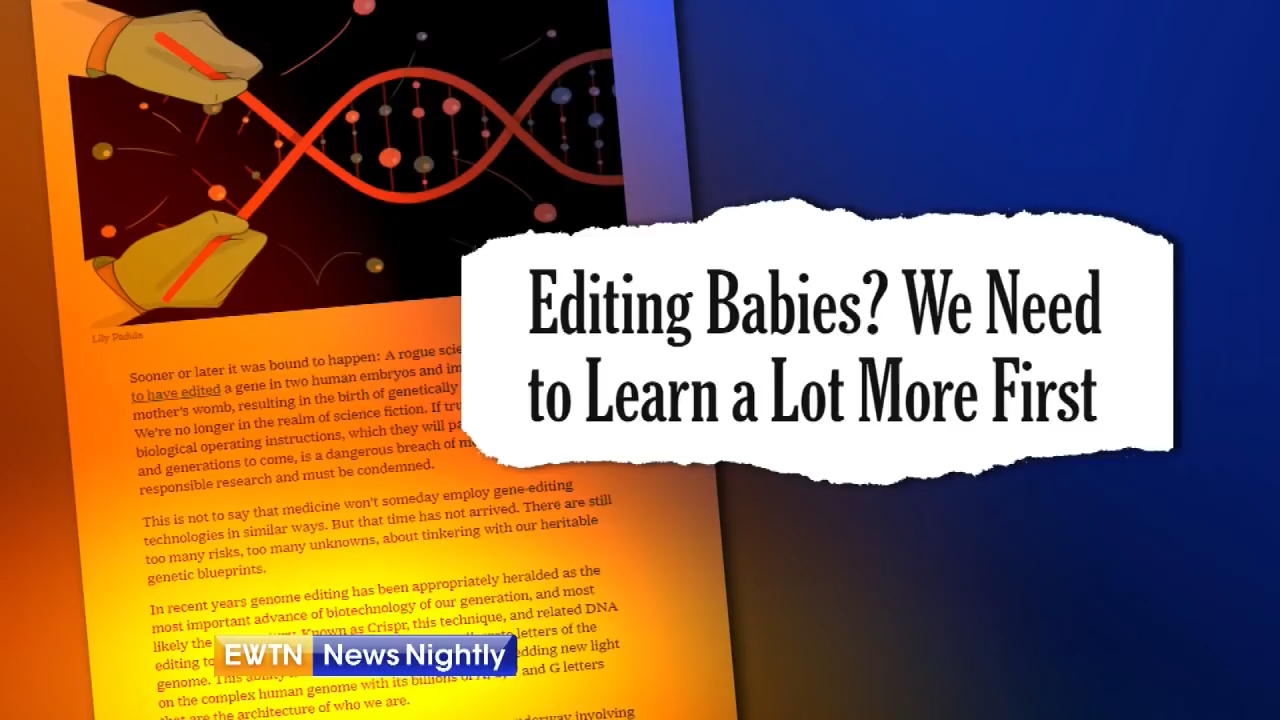 Editing Babies? We Need
to Learn a Lot More First
Lily Padula
Sooner or later it was bound to happen: A rogue
to have edited a gene in two human embryos and
mother's womb, resulting in the birth of genetically
We're no longer in the realm of science fiction. If
biological operating instructions, which they will
and generations to come, is a dangerous breach of
responsible research and must be condemned.
This is not to say that medicine won't someday employ gene-editing
technologies in similar ways. But that time has not arrived. There are still
too many risks, too many unknowns, about tinkering with our heritable
genetic blueprints.
In recent years genome editing has been appropriately heralded as the
most important advance of biotechnology of our generation, and most
likely the Known as Crispr, this technique, and related DNA
editing letters of the
genome. This new light
on the complex human genome with its billions of and G letters
that are the architecture of who we are.
involving
EWTN News Nightly